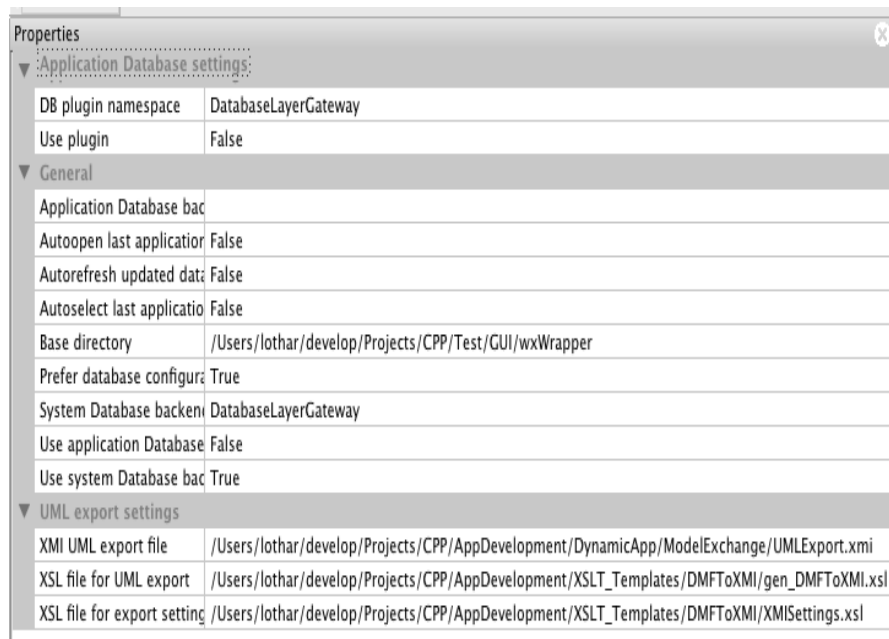 Properties
Application Database settings
DB plugin namespace DatabaseLayerGateway
Use plugin False
General
Application Database bac
Autoopen last application False
Autorefresh updated data False
Autoselect last applicatio False
Base directory /Users/lothar/develop/Projects/CPP/Test/GUI/wxWrapper
Prefer database configura True
System Database backend DatabaseLayerGateway
Use application Database False
Use system Database bac True
UML export settings
XMI UML export file /Users/lothar/develop/Projects/CPP/AppDevelopment/DynamicApp/ModelExchange/UMLExport.xmi
XSL file for UML export /Users/lothar/develop/Projects/CPP/AppDevelopment/XSLT_Templates/DMFToXMI/gen_DMFToXMI.xsl
XSL file for export setting /Users/lothar/develop/Projects/CPP/AppDevelopment/XSLT_Templates/DMFToXMI/XMISettings.xsl